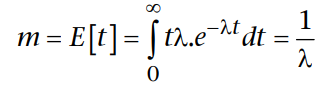 m = E[t] = ∫₀^∞ tλ.e^{−λt} dt = 1/λ